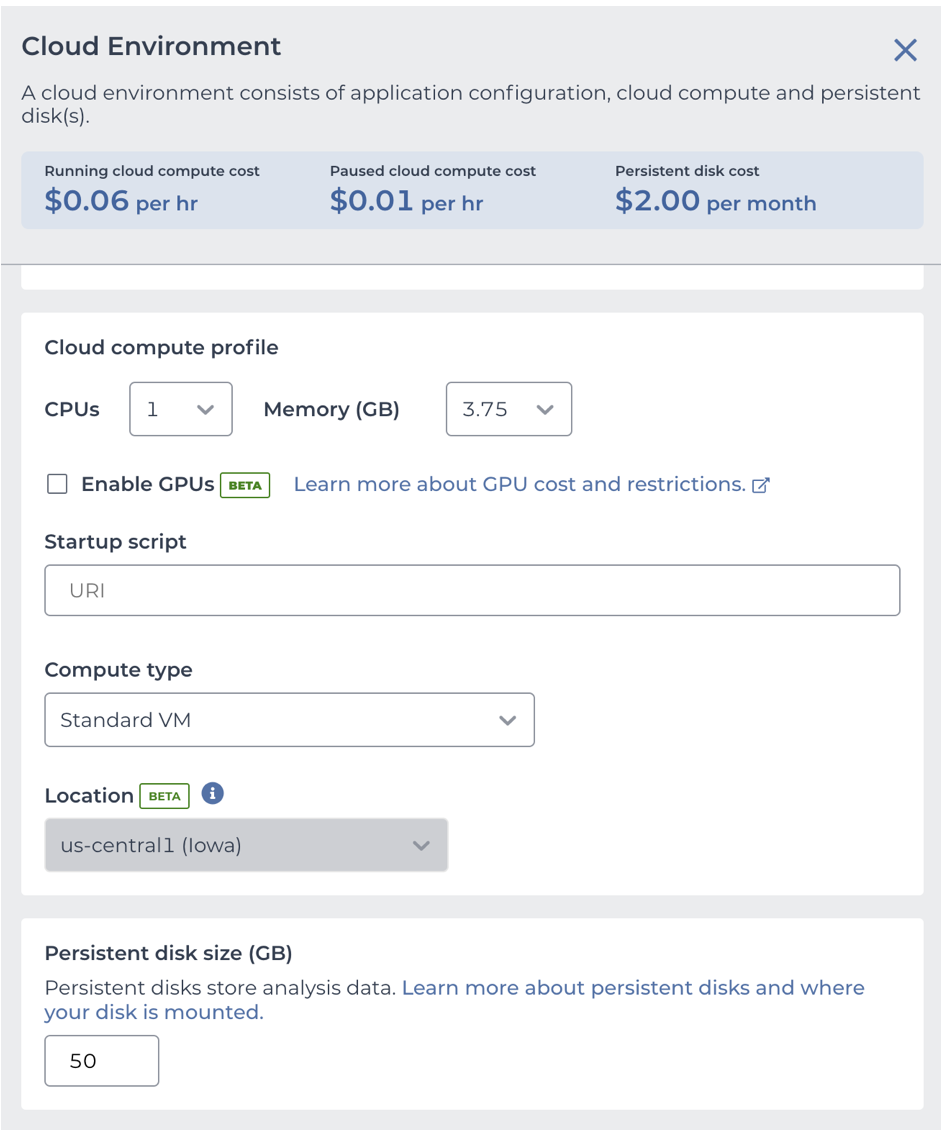 Cloud Environment
A cloud environment consists of application configuration, cloud compute and persistent
disk(s).
Running cloud compute cost
$0.06 per hr
Paused cloud compute cost
$0.01 per hr
Persistent disk cost
$2.00 per month
Cloud compute profile
CPUs 1 Memory (GB) 3.75
Enable GPUs BETA Learn more about GPU cost and restrictions.
Startup script
URI
Compute type
Standard VM
Location BETA
us-central1 (Iowa)
Persistent disk size (GB)
Persistent disks store analysis data. Learn more about persistent disks and where
your disk is mounted.
50